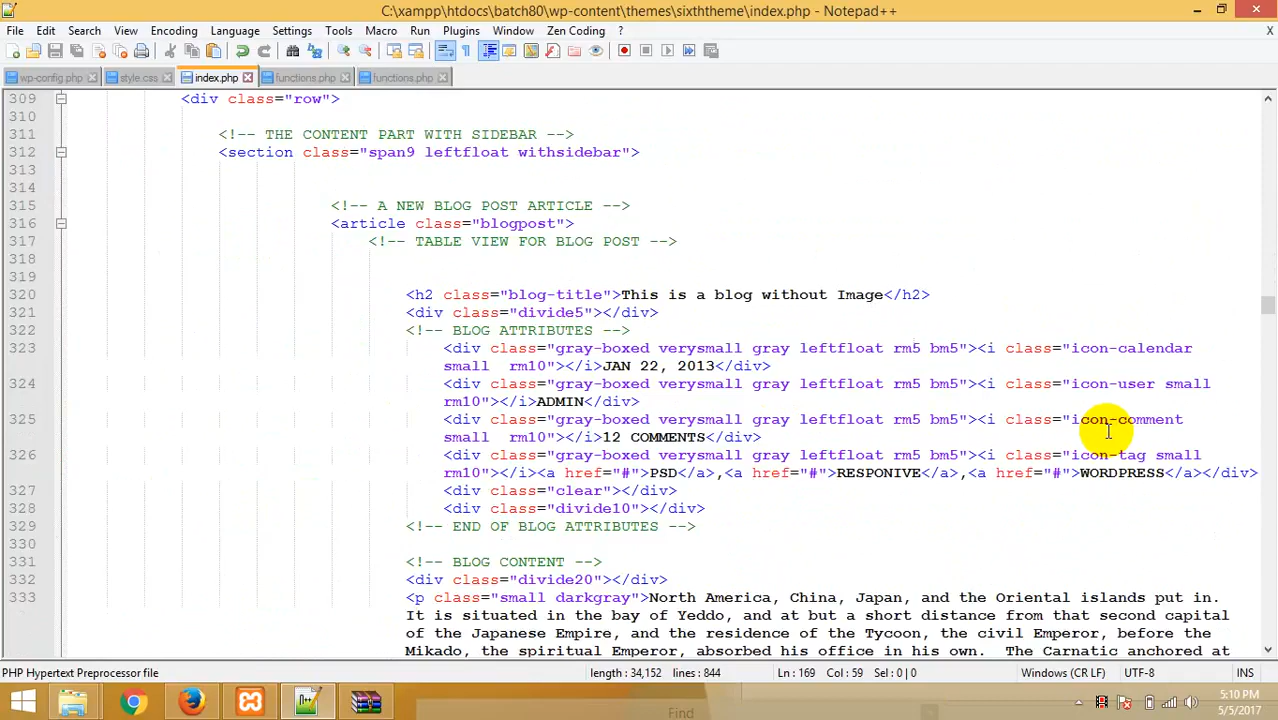 C:\xampp\htdocs\batch80\wp-content\themes\sixththeme\index.php - Notepad++
File Edit Search View Encoding Language Settings Tools Macro Run Plugins Window Zen Coding ? X
wp-config.php style.css index.php functions.php functions.php
309 <div class="row">
310
311 <!-- THE CONTENT PART WITH SIDEBAR -->
312 <section class="span9 leftfloat withsidebar">
313
314
315 <!-- A NEW BLOG POST ARTICLE -->
316 <article class="blogpost">
317 <!-- TABLE VIEW FOR BLOG POST -->
318
319
320 <h2 class="blog-title">This is a blog without Image</h2>
321 <div class="divide5"></div>
322 <!-- BLOG ATTRIBUTES -->
323 <div class="gray-boxed verysmall gray leftfloat rm5 bm5"><i class="icon-calendar
small  rm10"></i>JAN 22, 2013</div>
324 <div class="gray-boxed verysmall gray leftfloat rm5 bm5"><i class="icon-user small
rm10"></i>ADMIN</div>
325 <div class="gray-boxed verysmall gray leftfloat rm5 bm5"><i class="icon-comment
small  rm10"></i>12 COMMENTS</div>
326 <div class="gray-boxed verysmall gray leftfloat rm5 bm5"><i class="icon-tag small
rm10"></i><a href="#">PSD</a>,<a href="#">RESPONIVE</a>,<a href="#">WORDPRESS</a></div>
327 <div class="clear"></div>
328 <div class="divide10"></div>
329 <!-- END OF BLOG ATTRIBUTES -->
330
331 <!-- BLOG CONTENT -->
332 <div class="divide20"></div>
333 <p class="small darkgray">North America, China, Japan, and the Oriental islands put in.
It is situated in the bay of Yeddo, and at but a short distance from that second capital
of the Japanese Empire, and the residence of the Tycoon, the civil Emperor, before the
Mikado, the spiritual Emperor, absorbed his office in his own.  The Carnatic anchored at
PHP Hypertext Preprocessor file length : 34,152 lines : 844 Ln : 169 Col : 59 Sel : 0 | 0 Windows (CR LF) UTF-8 INS
Find
5:10 PM
5/5/2017